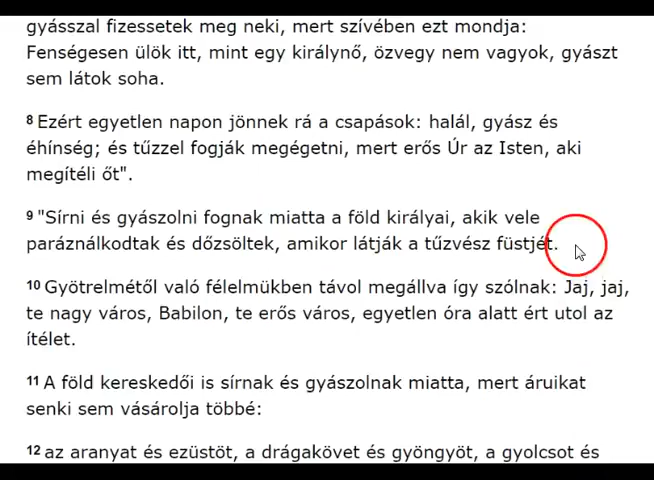 gyásszal fizessetek meg neki, mert szívében ezt mondja:
Fenségesen ülök itt, mint egy királynő, özvegy nem vagyok, gyászt
sem látok soha.
8 Ezért egyetlen napon jönnek rá a csapások: halál, gyász és
éhínség; és tűzzel fogják megégetni, mert erős Úr az Isten, aki
megítéli őt".
9 "Sírni és gyászolni fognak miatta a föld királyai, akik vele
paráználkodtak és dőzsöltek, amikor látják a tűzvész füstjét.
10 Gyötrelmétől való félelmükben távol megállva így szólnak: Jaj, jaj,
te nagy város, Babilon, te erős város, egyetlen óra alatt ért utol az
ítélet.
11 A föld kereskedői is sírnak és gyászolnak miatta, mert áruikat
senki sem vásárolja többé:
12 az aranyat és ezüstöt, a drágakövet és gyöngyöt, a gyolcsot és